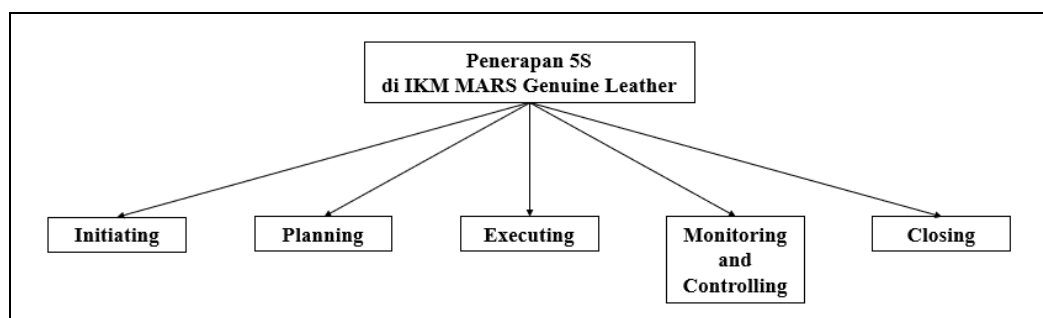 Penerapan 5S
di IKM MARS Genuine Leather
Initiating
Planning
Executing
Monitoring
and
Controlling
Closing